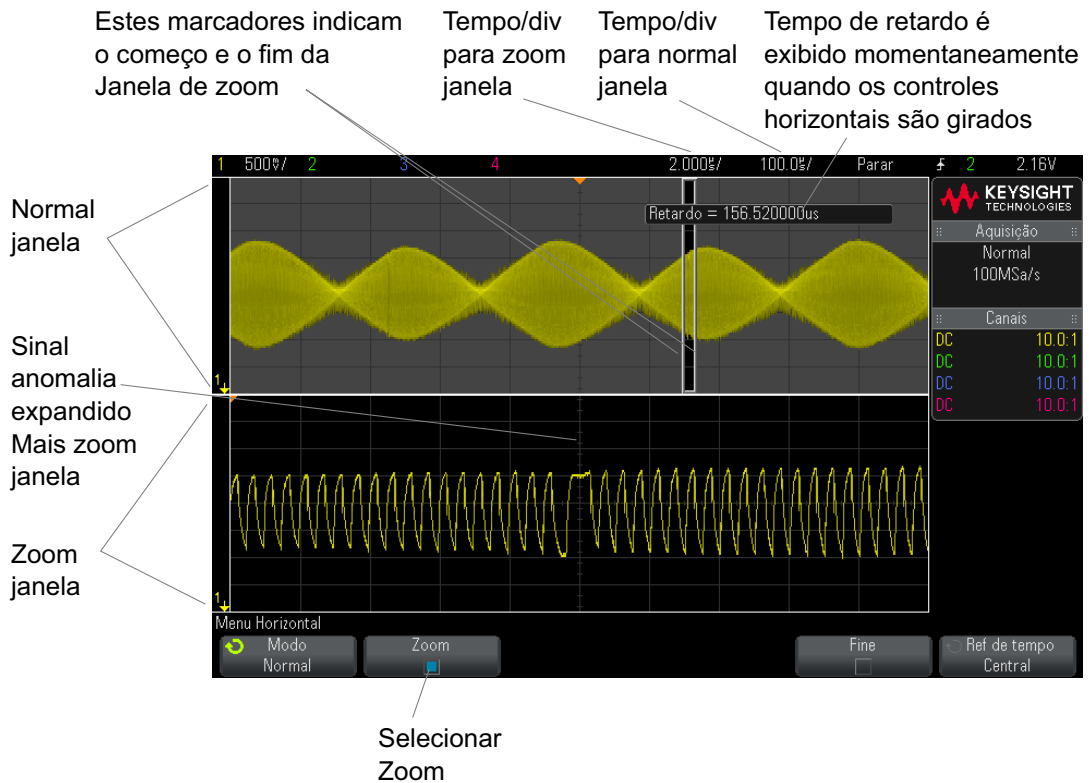 Estes marcadores indicam
o começo e o fim da
Janela de zoom
Tempo/div
para zoom
janela
Tempo/div
para normal
janela
Tempo de retardo é
exibido momentaneamente
quando os controles
horizontais são girados
1 500mV/ 2 3 4 2.000us/ 100.0us/ Parar 2 2.16V
Normal
janela
Retardo = 156.520000us
KEYSIGHT
TECHNOLOGIES
Aquisição
Normal
100MSa/s
Canais
DC 10.0:1
DC 10.0:1
DC 10.0:1
DC 10.0:1
1
Sinal
anomalia
expandido
Mais zoom
janela
Zoom
janela
1
Menu Horizontal
Modo
Normal
Zoom
Fine
Ref de tempo
Central
Selecionar
Zoom